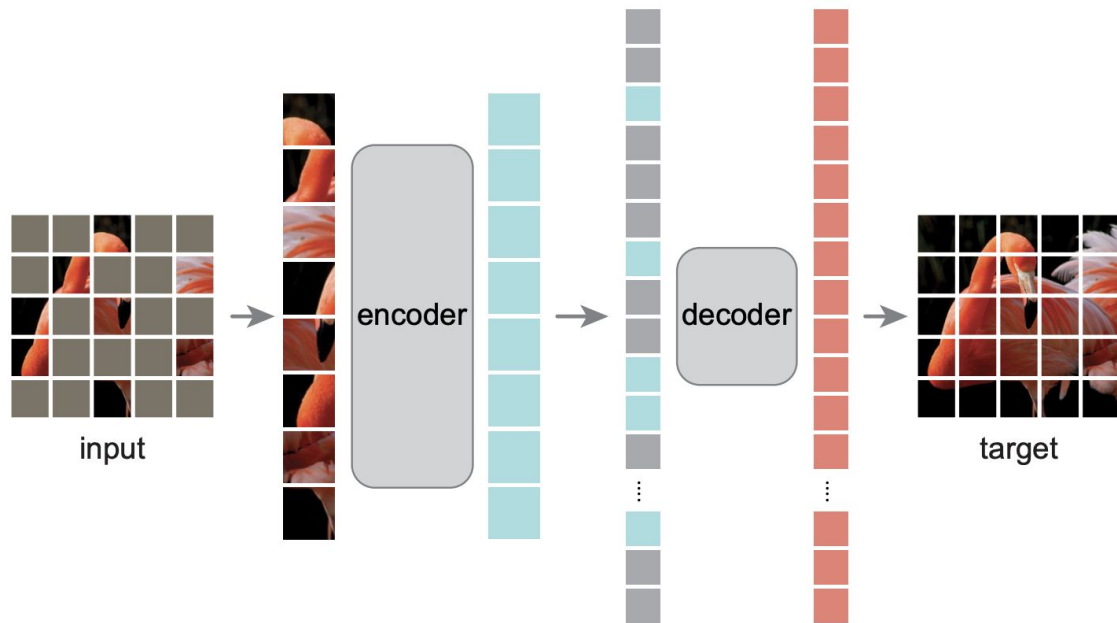 input
encoder
decoder
target